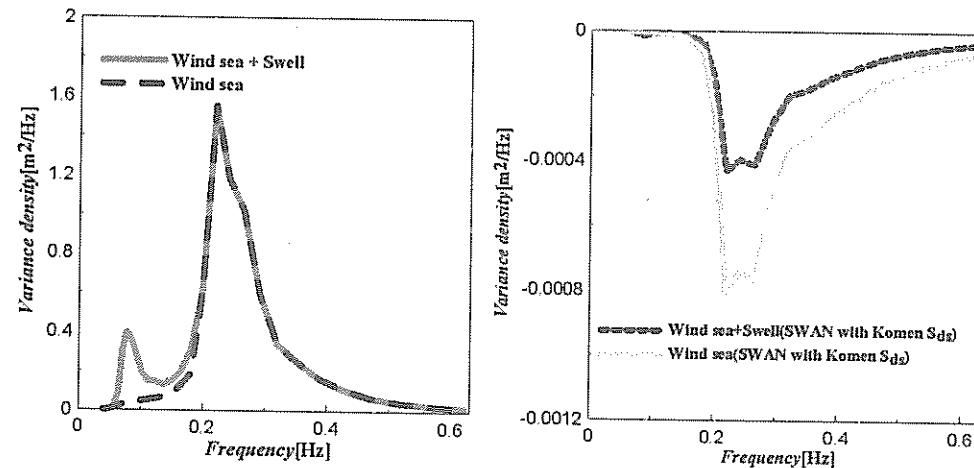 2
1.6
1.2
0.8
0.4
0
Variance density[m²/Hz]
Wind sea + Swell
Wind sea
0
0.2
0.4
0.6
Frequency[Hz]
0
-0.0004
-0.0008
-0.0012
Variance density[m²/Hz]
Wind sea+Swell(SWAN with Komen Sds)
Wind sea(SWAN with Komen Sds)
0
0.2
0.4
0.6
Frequency[Hz]